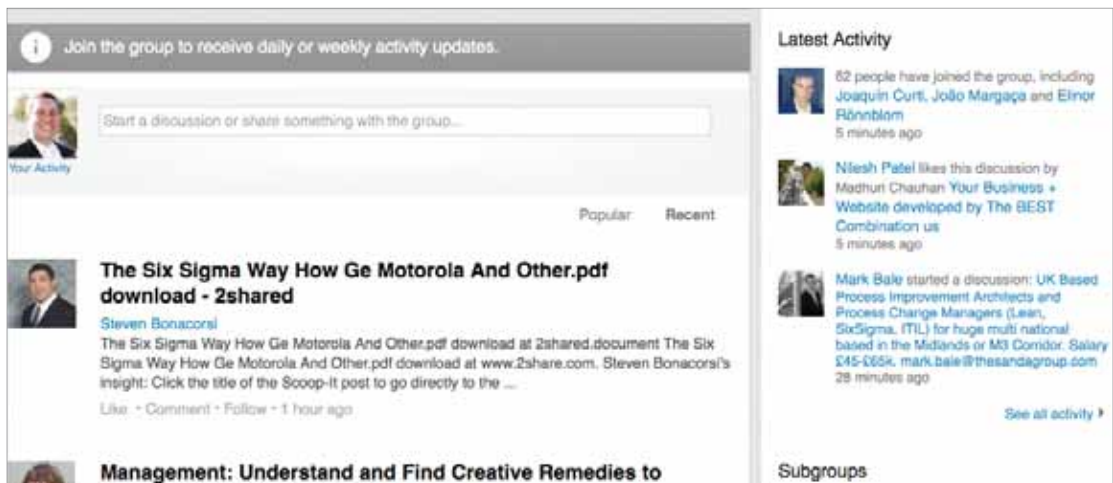 Join the group to receive daily or weekly activity updates.
Start a discussion or share something with the group...
Your Activity
Popular Recent
The Six Sigma Way How Ge Motorola And Other.pdf
download - 2shared
Steven Bonacorsi
The Six Sigma Way How Ge Motorola And Other.pdf download at 2shared.document The Six
Sigma Way How Ge Motorola And Other.pdf download at www.2share.com. Steven Bonacorsi's
insight: Click the title of the Scoop-it post to go directly to the ...
Like • Comment • Follow • 1 hour ago
Management: Understand and Find Creative Remedies to
Latest Activity
62 people have joined the group, including
Joaquin Curti, João Margaça and Elinor
Rönnblom
5 minutes ago
Nilesh Patel likes this discussion by
Madhuri Chauhan Your Business +
Website developed by The BEST
Combination us
5 minutes ago
Mark Bale started a discussion: UK Based
Process Improvement Architects and
Process Change Managers (Lean,
SixSigma, ITIL) for huge multi national
based in the Midlands or M3 Corridor. Salary
£45-£65k. mark.bale@thesandagroup.com
28 minutes ago
See all activity
Subgroups